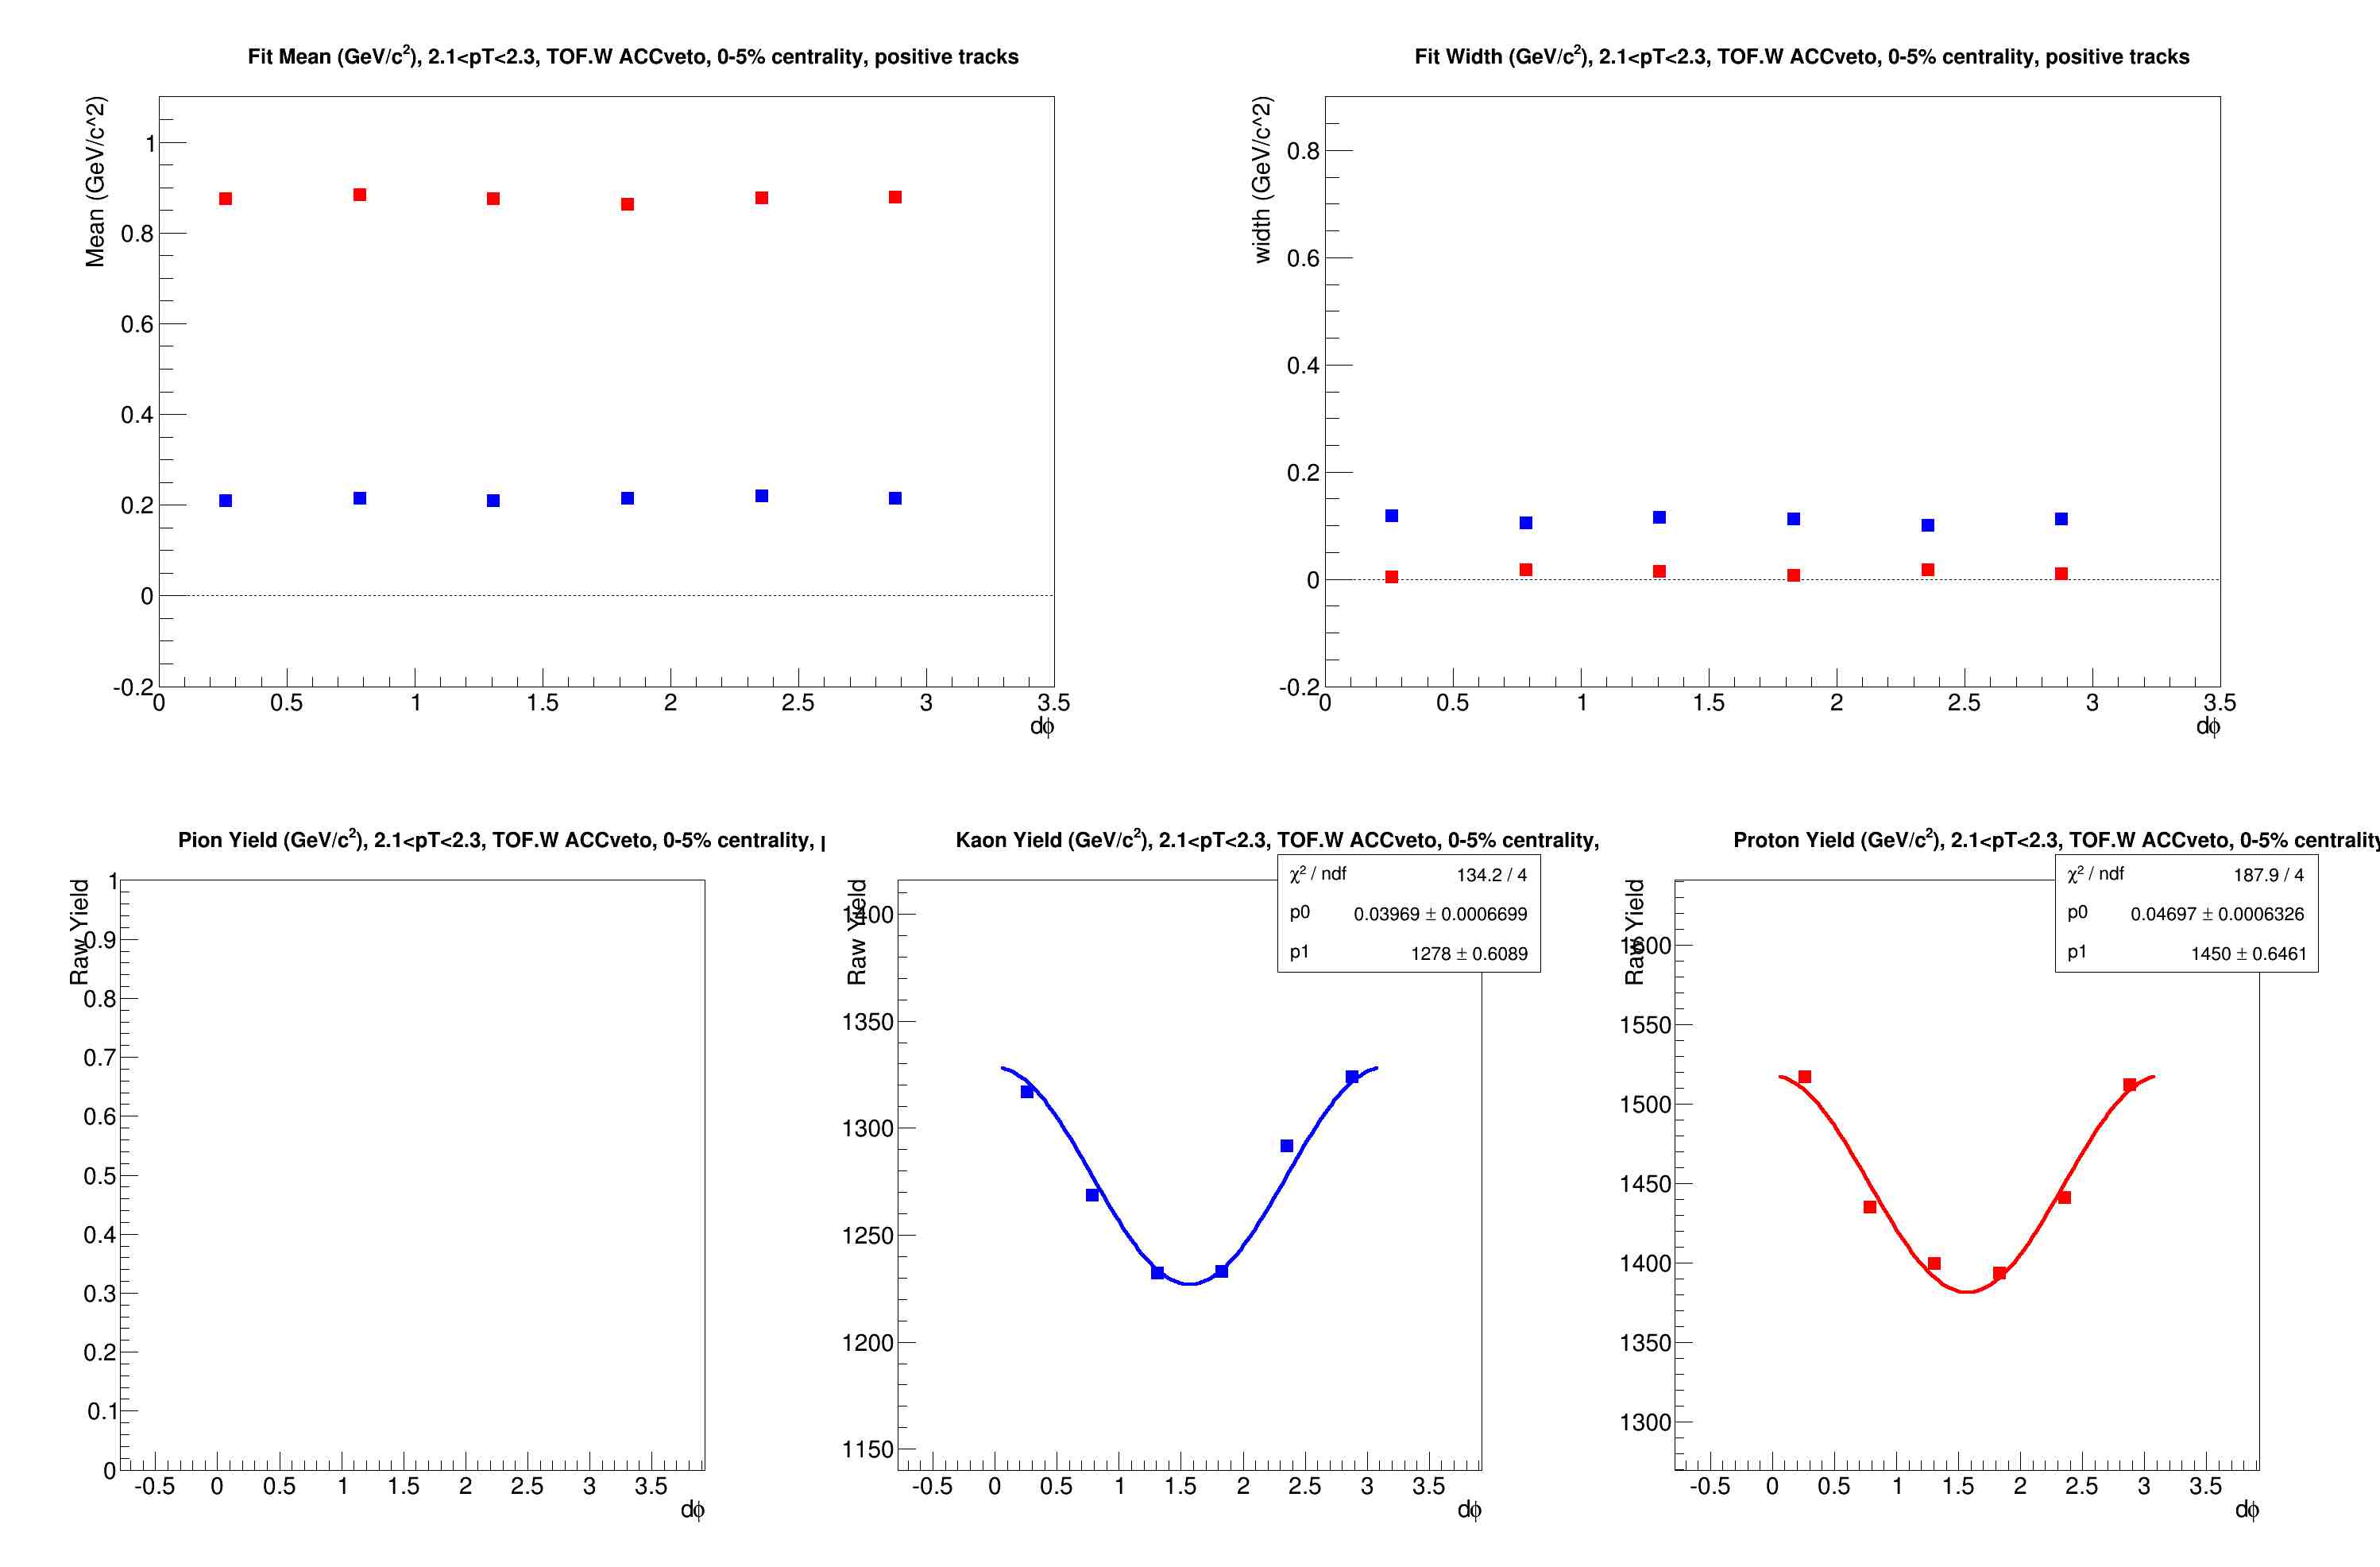 Fit Mean (GeV/c²), 2.1<pT<2.3, TOF.W ACCveto, 0-5% centrality, positive tracks
Mean (GeV/c^2)
1
0.8
0.6
0.4
0.2
0
-0.2
0 0.5 1 1.5 2 2.5 3 3.5
dϕ
Fit Width (GeV/c²), 2.1<pT<2.3, TOF.W ACCveto, 0-5% centrality, positive tracks
width (GeV/c^2)
0.8
0.6
0.4
0.2
0
-0.2
0 0.5 1 1.5 2 2.5 3 3.5
dϕ
Pion Yield (GeV/c²), 2.1<pT<2.3, TOF.W ACCveto, 0-5% centrality,
Raw Yield
1
0.9
0.8
0.7
0.6
0.5
0.4
0.3
0.2
0.1
0
-0.5 0 0.5 1 1.5 2 2.5 3 3.5
dϕ
Kaon Yield (GeV/c²), 2.1<pT<2.3, TOF.W ACCveto, 0-5% centrality,
χ² / ndf 134.2 / 4
p0 0.03969 ± 0.0006699
p1 1278 ± 0.6089
Raw Yield
1400
1350
1300
1250
1200
1150
-0.5 0 0.5 1 1.5 2 2.5 3 3.5
dϕ
Proton Yield (GeV/c²), 2.1<pT<2.3, TOF.W ACCveto, 0-5% centrality
χ² / ndf 187.9 / 4
p0 0.04697 ± 0.0006326
p1 1450 ± 0.6461
Raw Yield
1600
1550
1500
1450
1400
1350
1300
-0.5 0 0.5 1 1.5 2 2.5 3 3.5
dϕ